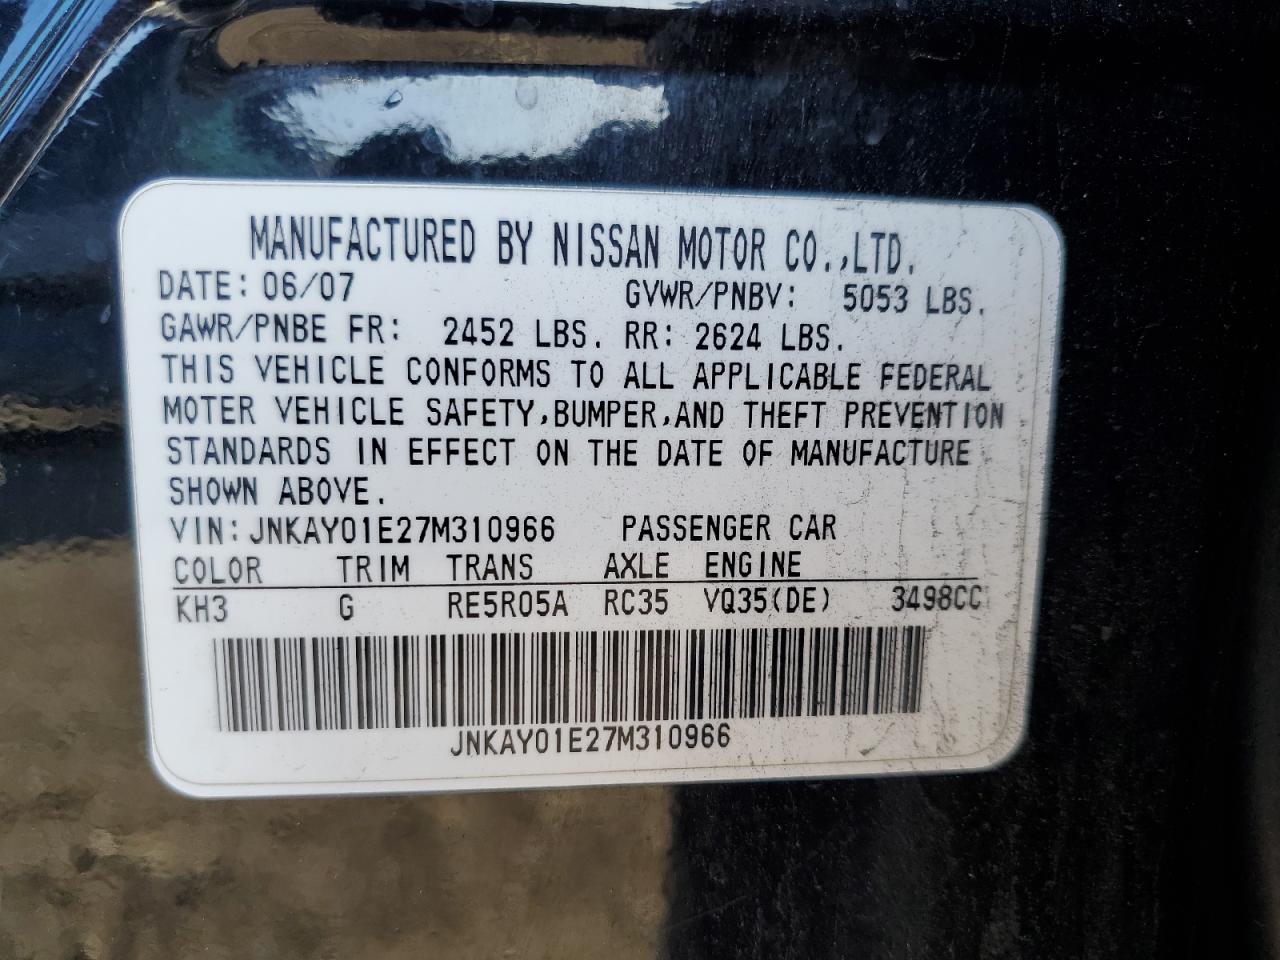 MANUFACTURED BY NISSAN MOTOR CO.,LTD.
DATE: 06/07 GVWR/PNBV: 5053 LBS.
GAWR/PNBE FR: 2452 LBS. RR: 2624 LBS.
THIS VEHICLE CONFORMS TO ALL APPLICABLE FEDERAL
MOTER VEHICLE SAFETY,BUMPER,AND THEFT PREVENTION
STANDARDS IN EFFECT ON THE DATE OF MANUFACTURE
SHOWN ABOVE.
VIN:JNKAY01E27M310966 PASSENGER CAR
COLOR TRIM TRANS AXLE ENGINE
KH3 G RE5R05A RC35 VQ35(DE) 3498CC
JNKAY01E27M310966